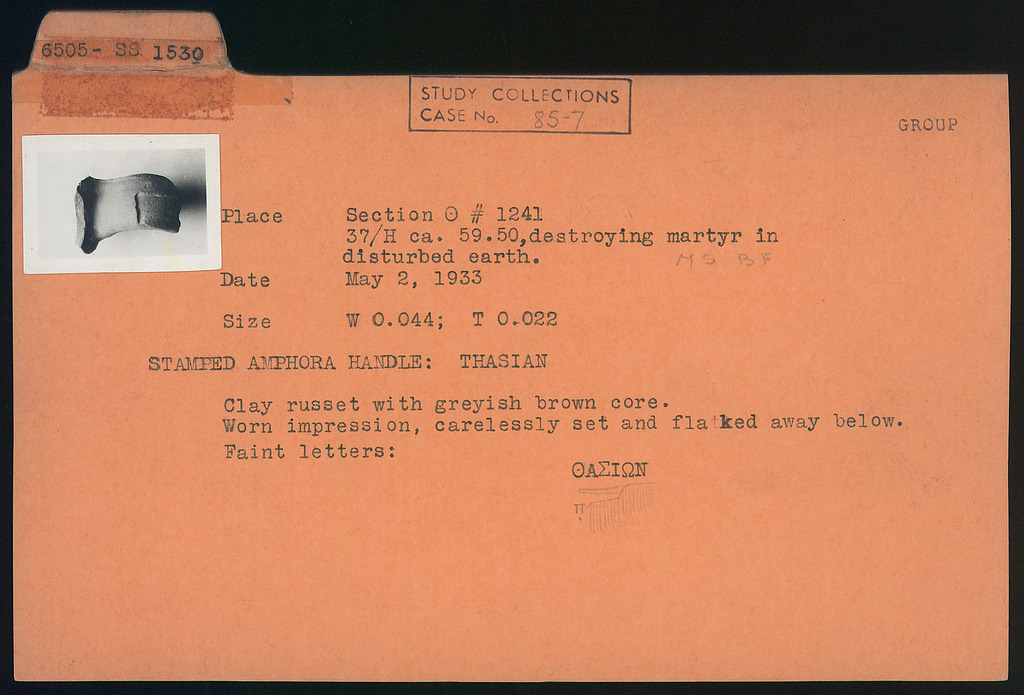 6505- SS 1530
STUDY COLLECTIONS
CASE No. 85-7
GROUP
Place Section Θ # 1241
37/H ca. 59.50,destroying martyr in
disturbed earth.
MS BF
Date May 2, 1933
Size W 0.044; T 0.022
STAMPED AMPHORA HANDLE: THASIAN
Clay russet with greyish brown core.
Worn impression, carelessly set and flaked away below.
Faint letters:
ΘΑΣΙΩΝ
Π